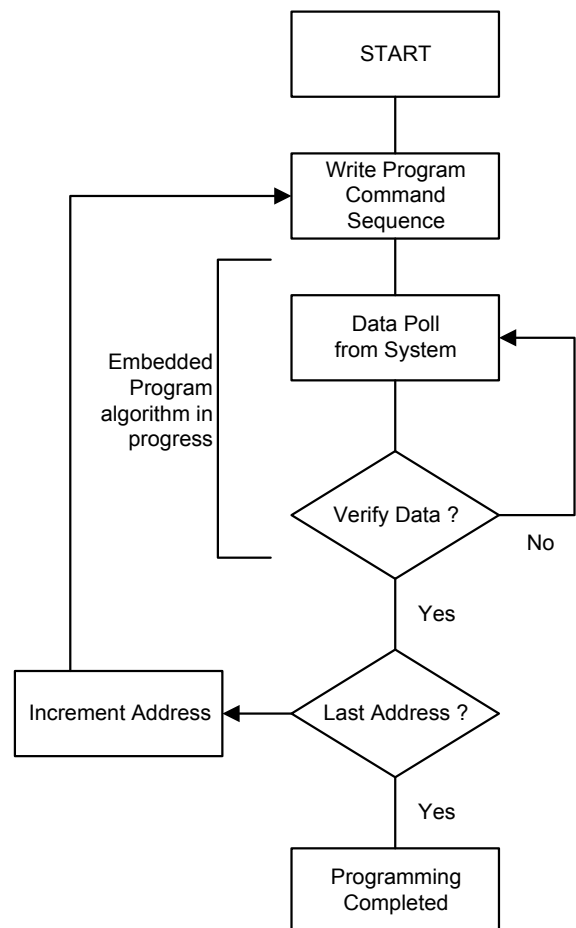 START
Write Program
Command
Sequence
Data Poll
from System
Embedded
Program
algorithm in
progress
Verify Data ?
No
Yes
Increment Address
Last Address ?
Yes
Programming
Completed